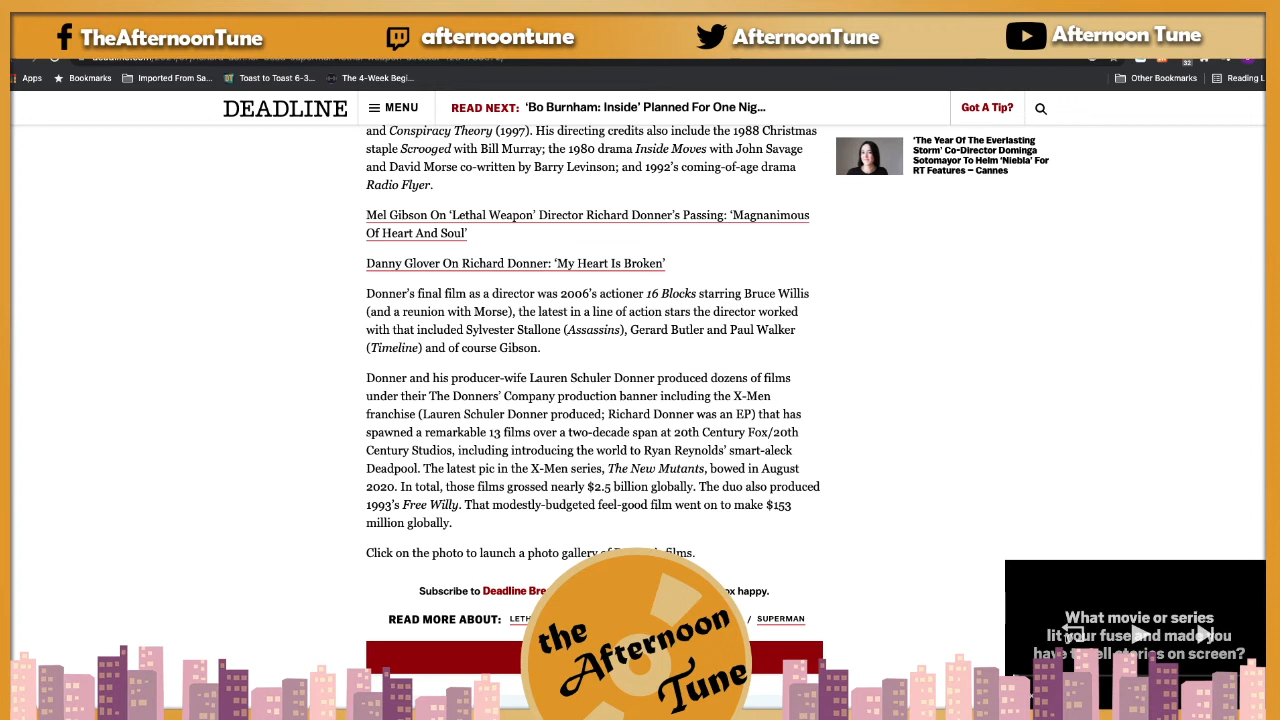 TheAfternoonTune
afternoontune
AfternoonTune
Afternoon Tune
Apps
Bookmarks
Imported From Sa...
Toast to Toast 6-3...
The 4-Week Begi...
Other Bookmarks
Reading L
32
DEADLINE
MENU
READ NEXT: ‘Bo Burnham: Inside’ Planned For One Nig...
Got A Tip?
and Conspiracy Theory (1997). His directing credits also include the 1988 Christmas
staple Scrooged with Bill Murray; the 1980 drama Inside Moves with John Savage
and David Morse co-written by Barry Levinson; and 1992’s coming-of-age drama
Radio Flyer.
Mel Gibson On ‘Lethal Weapon’ Director Richard Donner’s Passing: ‘Magnanimous
Of Heart And Soul’
Danny Glover On Richard Donner: ‘My Heart Is Broken’
Donner’s final film as a director was 2006’s actioner 16 Blocks starring Bruce Willis
(and a reunion with Morse), the latest in a line of action stars the director worked
with that included Sylvester Stallone (Assassins), Gerard Butler and Paul Walker
(Timeline) and of course Gibson.
Donner and his producer-wife Lauren Schuler Donner produced dozens of films
under their The Donners’ Company production banner including the X-Men
franchise (Lauren Schuler Donner produced; Richard Donner was an EP) that has
spawned a remarkable 13 films over a two-decade span at 20th Century Fox/20th
Century Studios, including introducing the world to Ryan Reynolds’ smart-aleck
Deadpool. The latest pic in the X-Men series, The New Mutants, bowed in August
2020. In total, those films grossed nearly $2.5 billion globally. The duo also produced
1993’s Free Willy. That modestly-budgeted feel-good film went on to make $153
million globally.
Click on the photo to launch a photo gallery of films.
Subscribe to Deadline Bre
ox happy.
READ MORE ABOUT:
LETH
/ SUPERMAN
‘The Year Of The Everlasting
Storm’ Co-Director Dominga
Sotomayor To Helm ‘Niebla’ For
RT Features – Cannes
What movie or series
lit your fuse and made you
have to tell stories on screen?
the
Afternoon
Tune